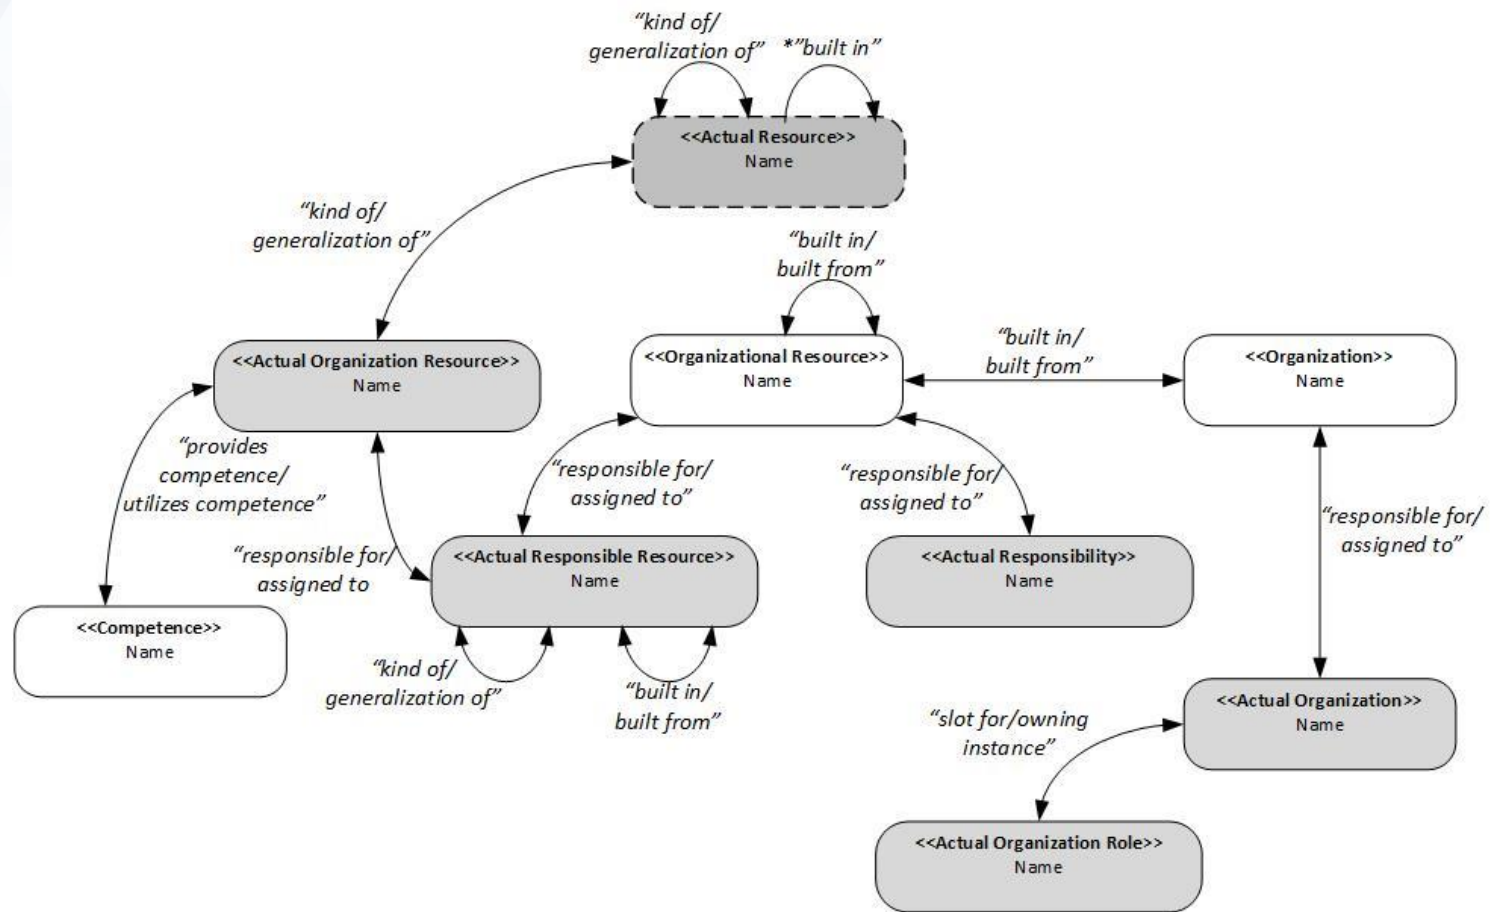 “kind of/
generalization of”
*”built in”
<<Actual Resource>>
Name
“kind of/
generalization of”
“built in/
built from”
<<Actual Organization Resource>>
Name
<<Organizational Resource>>
Name
“built in/
built from”
<<Organization>>
Name
“provides
competence/
utilizes competence”
“responsible for/
assigned to”
“responsible for/
assigned to”
“responsible for/
assigned to”
“responsible for/
assigned to
<<Actual Responsible Resource>>
Name
<<Actual Responsibility>>
Name
<<Competence>>
Name
“kind of/
generalization of”
“built in/
built from”
<<Actual Organization>>
Name
“slot for/owning
instance”
<<Actual Organization Role>>
Name